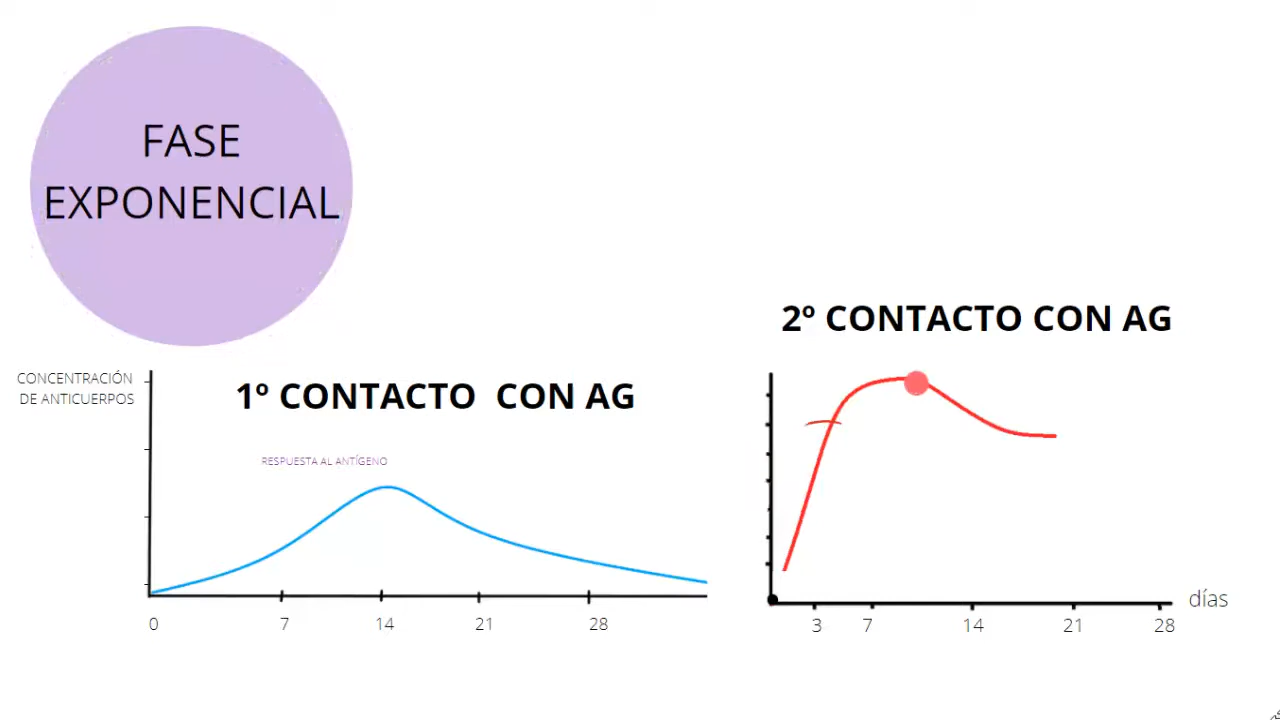 FASE
EXPONENCIAL
2º CONTACTO CON AG
CONCENTRACIÓN
DE ANTICUERPOS
1º CONTACTO CON AG
RESPUESTA AL ANTÍGENO
días
0 7 14 21 28
3 7 14 21 28